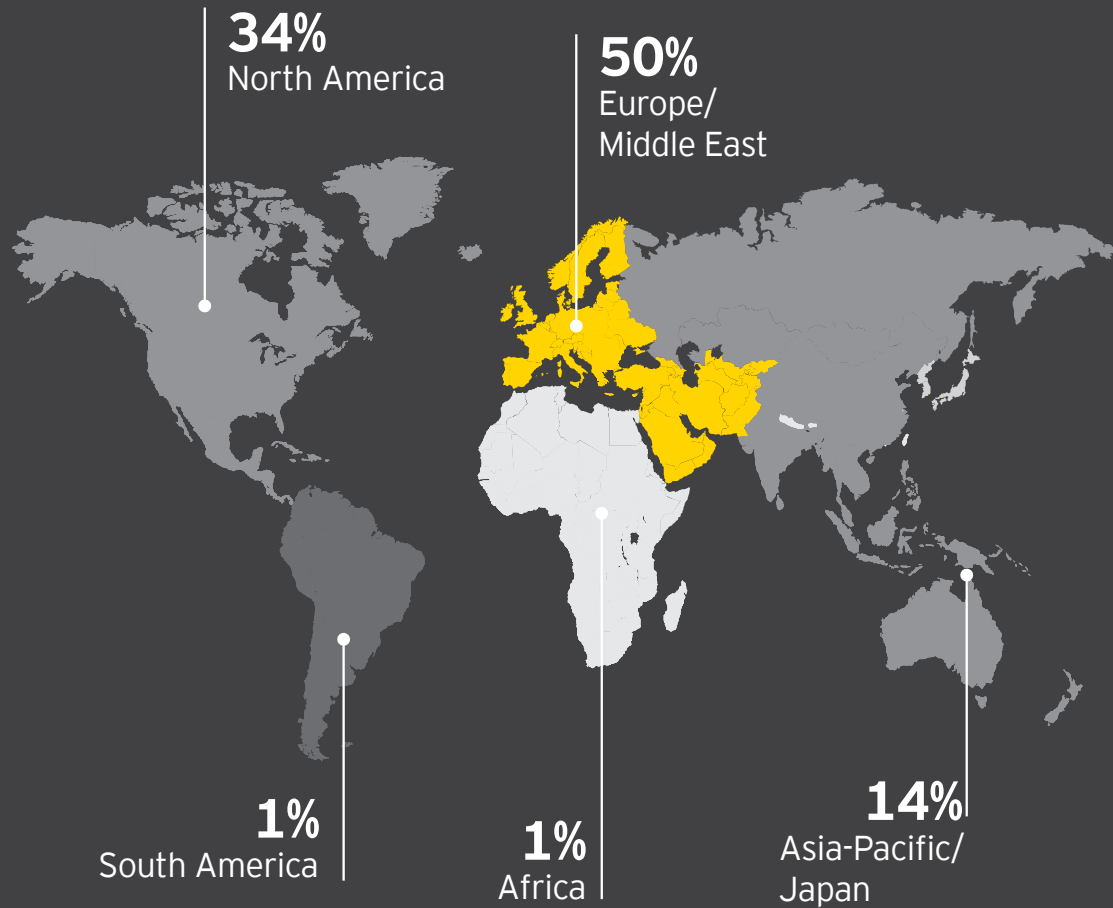 34%
North America
50%
Europe/
Middle East
1%
South America
1%
Africa
14%
Asia-Pacific/
Japan